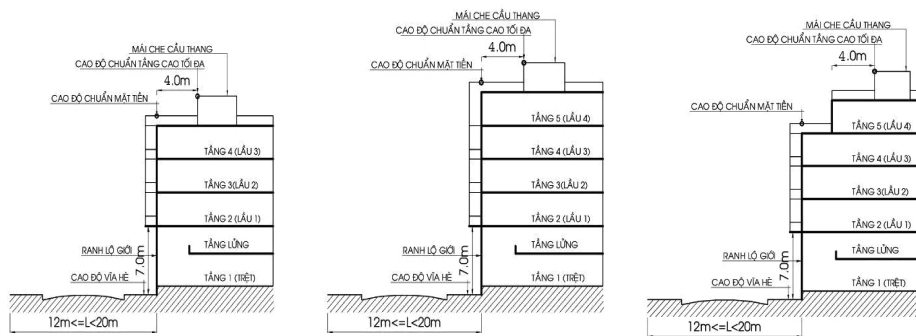 MÁI CHE CẦU THANG
CAO ĐỘ CHUẨN TẦNG CAO TỐI ĐA
4.0m
CAO ĐỘ CHUẨN MẶT TIỀN
TẦNG 4 (LẦU 3)
TẦNG 3(LẦU 2)
TẦNG 2 (LẦU 1)
RANH LỘ GIỚI
TẦNG LỬNG
7.0m
CAO ĐỘ VỈA HÈ
TẦNG 1 (TRỆT)
12m<=L<20m
MÁI CHE CẦU THANG
CAO ĐỘ CHUẨN TẦNG CAO TỐI ĐA
4.0m
CAO ĐỘ CHUẨN MẶT TIỀN
TẦNG 5 (LẦU 4)
TẦNG 4 (LẦU 3)
TẦNG 3(LẦU 2)
TẦNG 2 (LẦU 1)
RANH LỘ GIỚI
TẦNG LỬNG
7.0m
CAO ĐỘ VỈA HÈ
TẦNG 1 (TRỆT)
12m<=L<20m
MÁI CHE CẦU THANG
CAO ĐỘ CHUẨN TẦNG CAO TỐI ĐA
4.0m
CAO ĐỘ CHUẨN MẶT TIỀN
TẦNG 5 (LẦU 4)
TẦNG 4 (LẦU 3)
TẦNG 3(LẦU 2)
TẦNG 2 (LẦU 1)
RANH LỘ GIỚI
TẦNG LỬNG
7.0m
CAO ĐỘ VỈA HÈ
TẦNG 1 (TRỆT)
12m<=L<20m